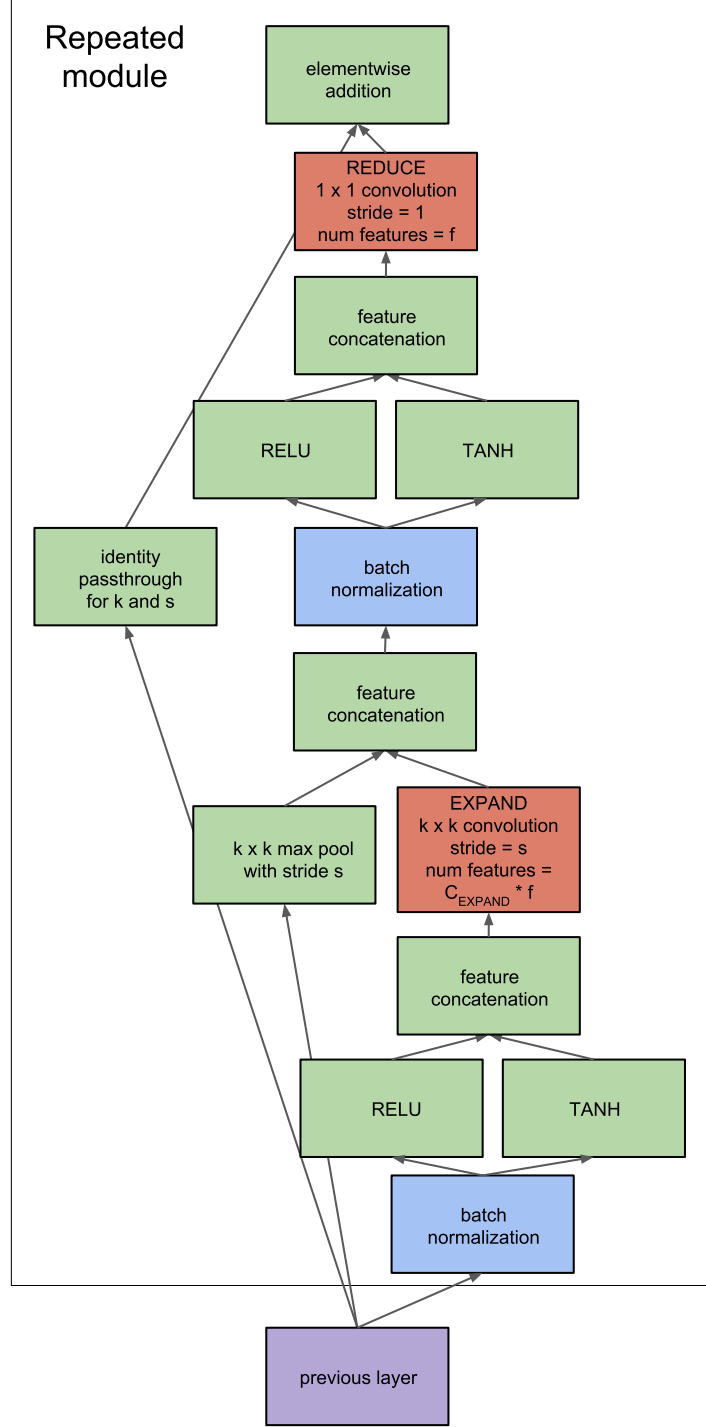 Repeated
module
elementwise
addition
REDUCE
1 x 1 convolution
stride = 1
num features = f
feature
concatenation
RELU
TANH
identity
passthrough
for k and s
batch
normalization
feature
concatenation
k x k max pool
with stride s
EXPAND
k x k convolution
stride = s
num features =
C_EXPAND * f
feature
concatenation
RELU
TANH
batch
normalization
previous layer